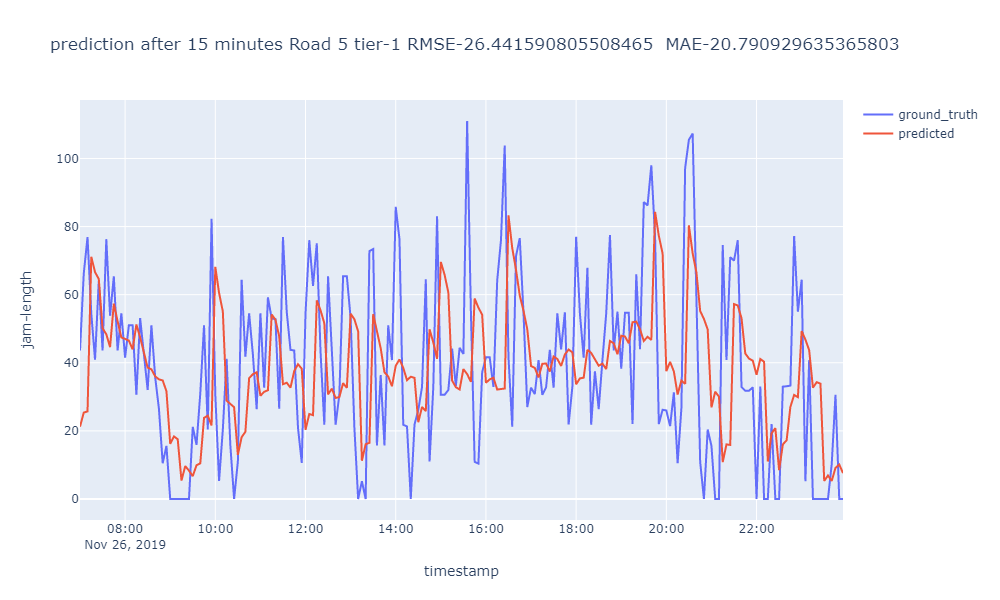 prediction after 15 minutes Road 5 tier-1 RMSE-26.441590805508465  MAE-20.790929635365803
ground_truth
predicted
100
80
60
40
20
0
jam-length
08:00 10:00 12:00 14:00 16:00 18:00 20:00 22:00
Nov 26, 2019
timestamp